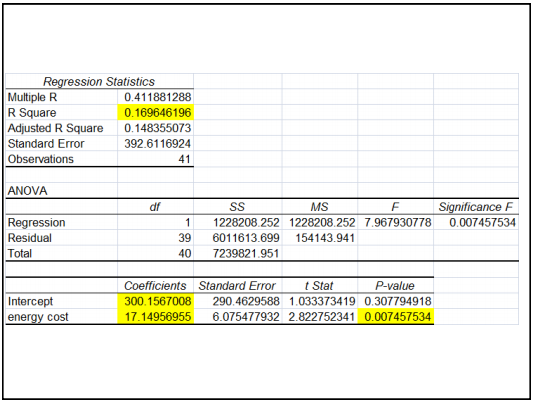 Regression Statistics
Multiple R 0.411881288
R Square 0.169646196
Adjusted R Square 0.148355073
Standard Error 392.6116924
Observations 41
ANOVA
df SS MS F Significance F
Regression 1 1228208.252 1228208.252 7.967930778 0.007457534
Residual 39 6011613.699 154143.941
Total 40 7239821.951
Coefficients Standard Error t Stat P-value
Intercept 300.1567008 290.4629588 1.033373419 0.307794918
energy cost 17.14956955 6.075477932 2.822752341 0.007457534